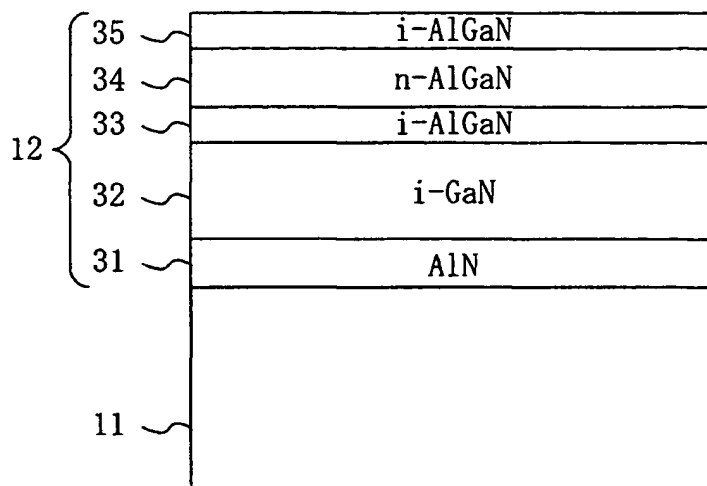 35 i-AlGaN
34 n-AlGaN
33 i-AlGaN
12
32 i-GaN
31 AlN
11